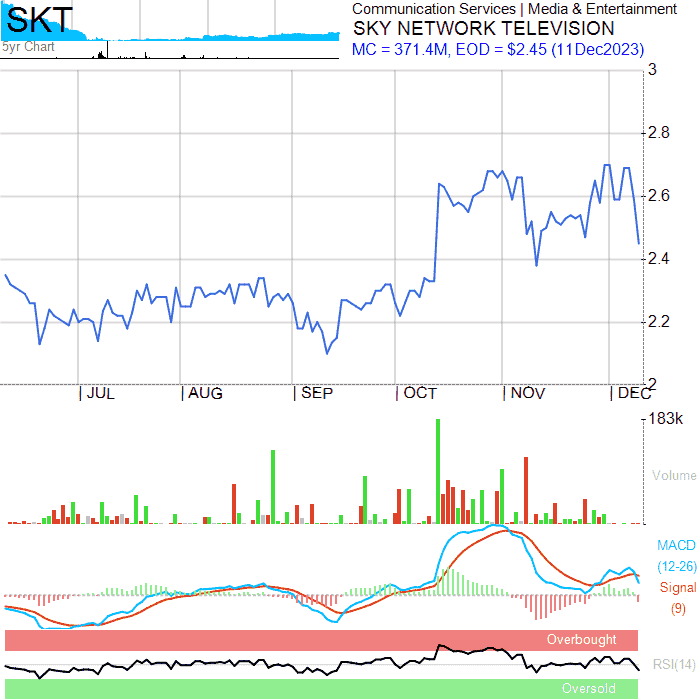 SKT
5yr Chart
Communication Services | Media & Entertainment
SKY NETWORK TELEVISION
MC = 371.4M, EOD = $2.45 (11Dec2023)
3
2.8
2.6
2.4
2.2
2
| JUL | AUG | SEP | OCT | NOV | DEC
183k
Volume
MACD
(12-26)
Signal
(9)
Overbought
RSI(14)
Oversold